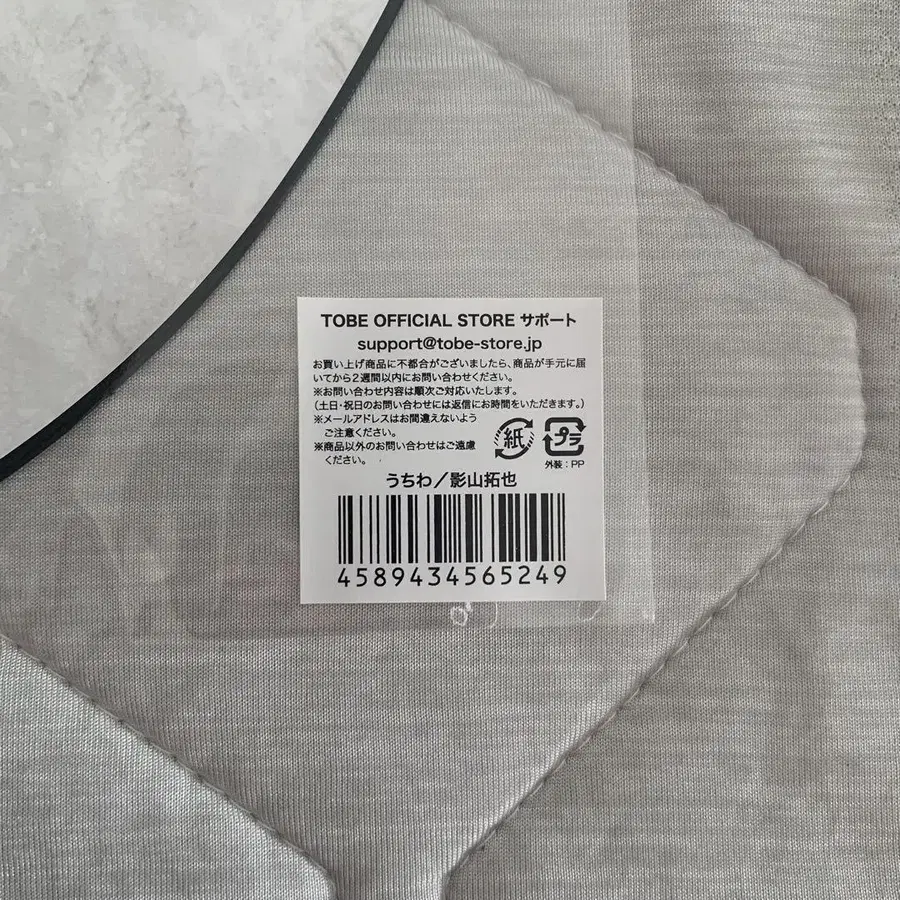 TOBE OFFICIAL STORE サポート
support@tobe-store.jp
お買い上げ商品に不都合がございましたら、商品が手元に届
いてから2週間以内にお問い合わせください。
※お問い合わせ内容は順次ご対応いたします。
(土日・祝日のお問い合わせには返信にお時間をいただきます。)
※メールアドレスはお間違えないよう
ご注意ください。
※商品以外のお問い合わせはご遠慮
ください。
紙
プラ
外装:PP
うちわ/影山拓也
4589434565249